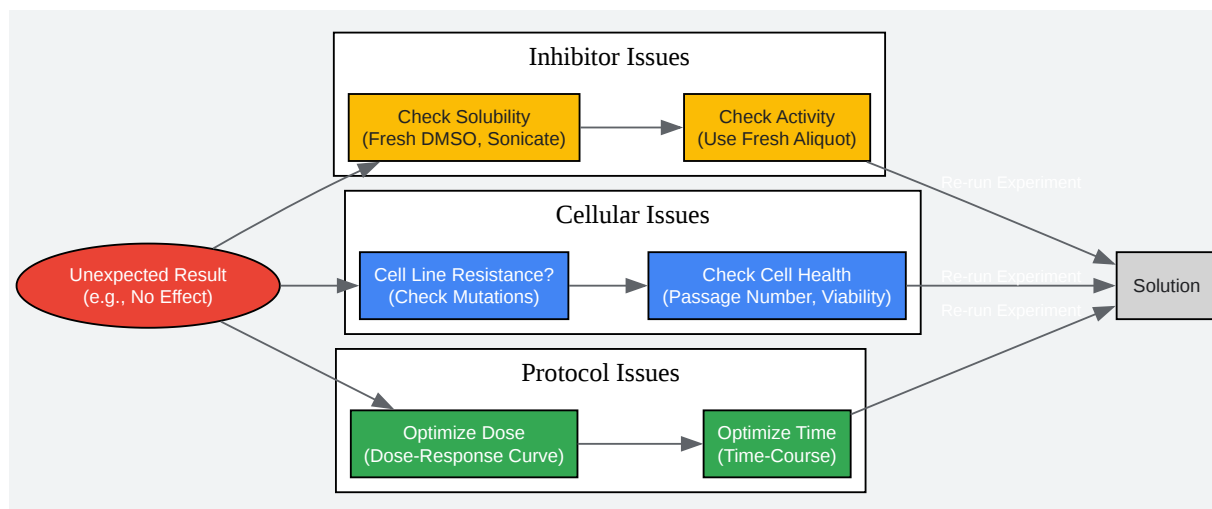 Inhibitor Issues
Check Solubility
(Fresh DMSO, Sonicate)
Check Activity
(Use Fresh Aliquot)
Re-run Experiment
Cellular Issues
Unexpected Result
(e.g., No Effect)
Cell Line Resistance?
(Check Mutations)
Check Cell Health
(Passage Number, Viability)
Re-run Experiment
Solution
Re-run Experiment
Protocol Issues
Optimize Dose
(Dose-Response Curve)
Optimize Time
(Time-Course)